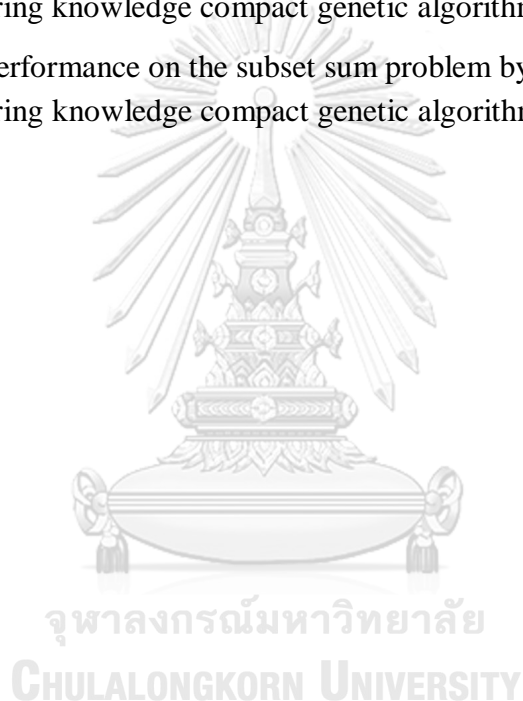 ring knowledge compact genetic algorithm
erformance on the subset sum problem by
ring knowledge compact genetic algorithm
จุฬาลงกรณ์มหาวิทยาลัย
CHULALONGKORN UNIVERSITY